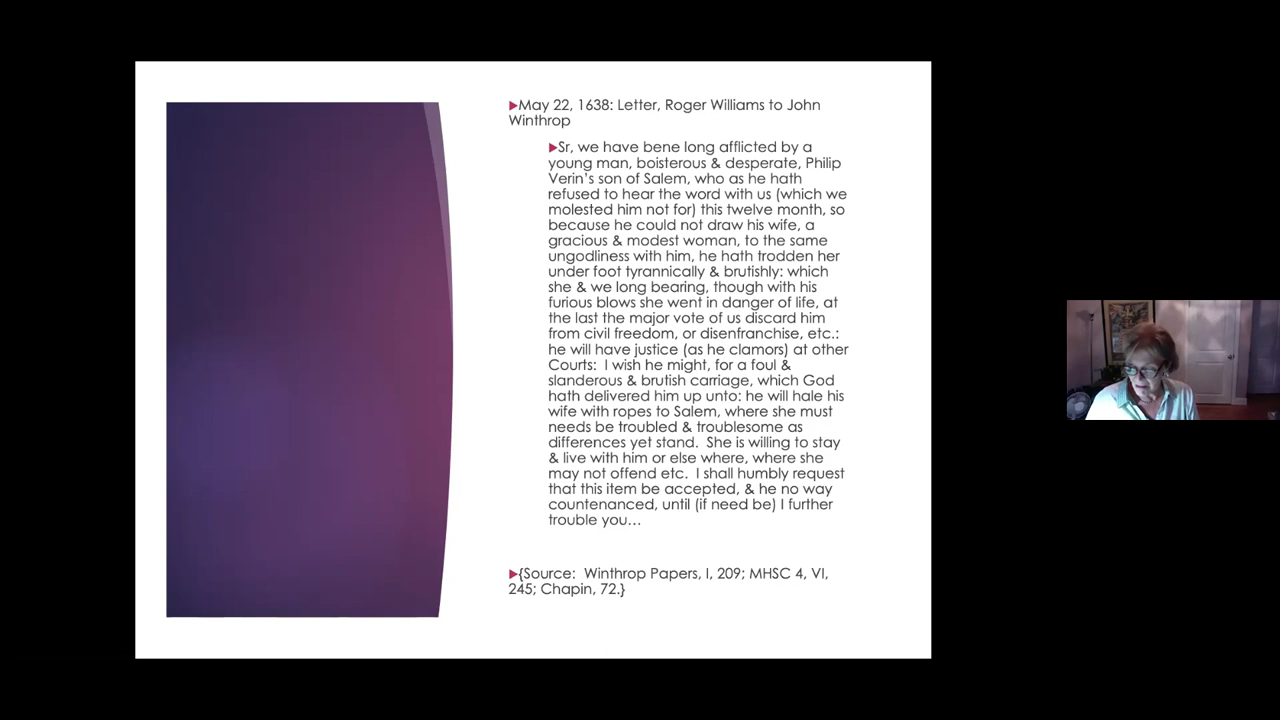 ▶May 22, 1638: Letter, Roger Williams to John
Winthrop
▶Sr, we have bene long afflicted by a
young man, boisterous & desperate, Philip
Verin's son of Salem, who as he hath
refused to hear the word with us (which we
molested him not for) this twelve month, so
because he could not draw his wife, a
gracious & modest woman, to the same
ungodliness with him, he hath trodden her
under foot tyrannically & brutishly: which
she & we long bearing, though with his
furious blows she went in danger of life, at
the last the major vote of us discard him
from civil freedom, or disenfranchise, etc.:
he will have justice (as he clamors) at other
Courts:  I wish he might, for a foul &
slanderous & brutish carriage, which God
hath delivered him up unto: he will hale his
wife with ropes to Salem, where she must
needs be troubled & troublesome as
differences yet stand.  She is willing to stay
& live with him or else where, where she
may not offend etc.  I shall humbly request
that this item be accepted, & he no way
countenanced, until (if need be) I further
trouble you…
▶{Source:  Winthrop Papers, I, 209; MHSC 4, VI,
245; Chapin, 72.}